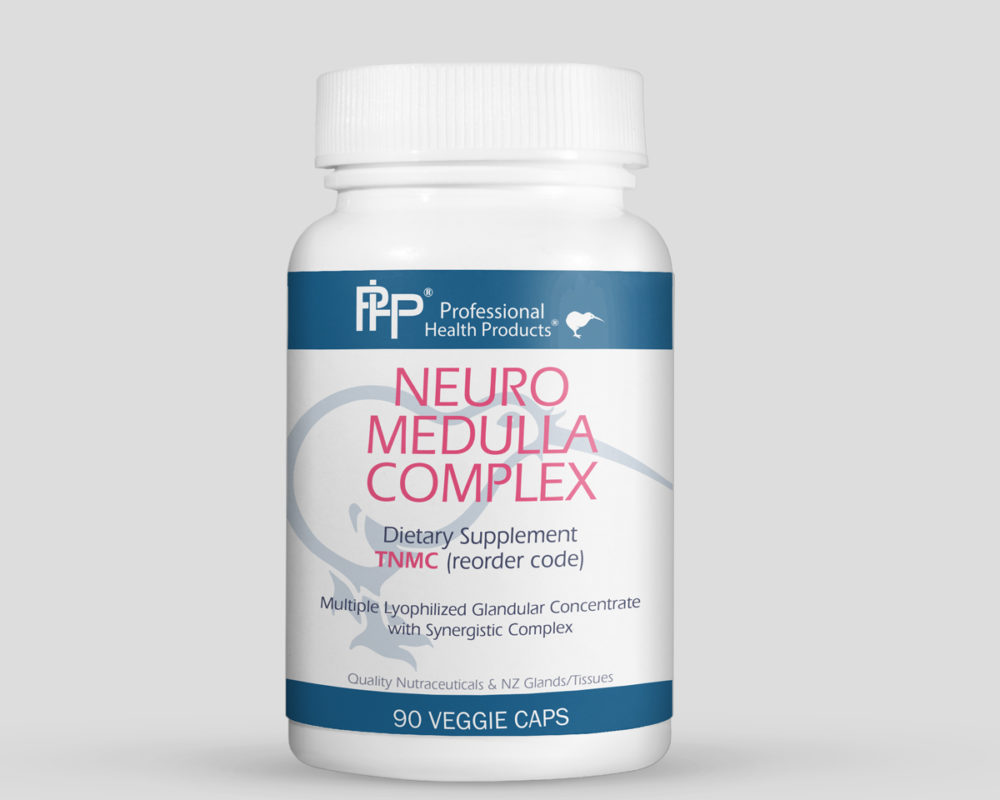 PHP® Professional
Health Products®
NEURO
MEDULLA
COMPLEX
Dietary Supplement
TNMC (reorder code)
Multiple Lyophilized Glandular Concentrate
with Synergistic Complex
Quality Nutraceuticals & NZ Glands/Tissues
90 VEGGIE CAPS